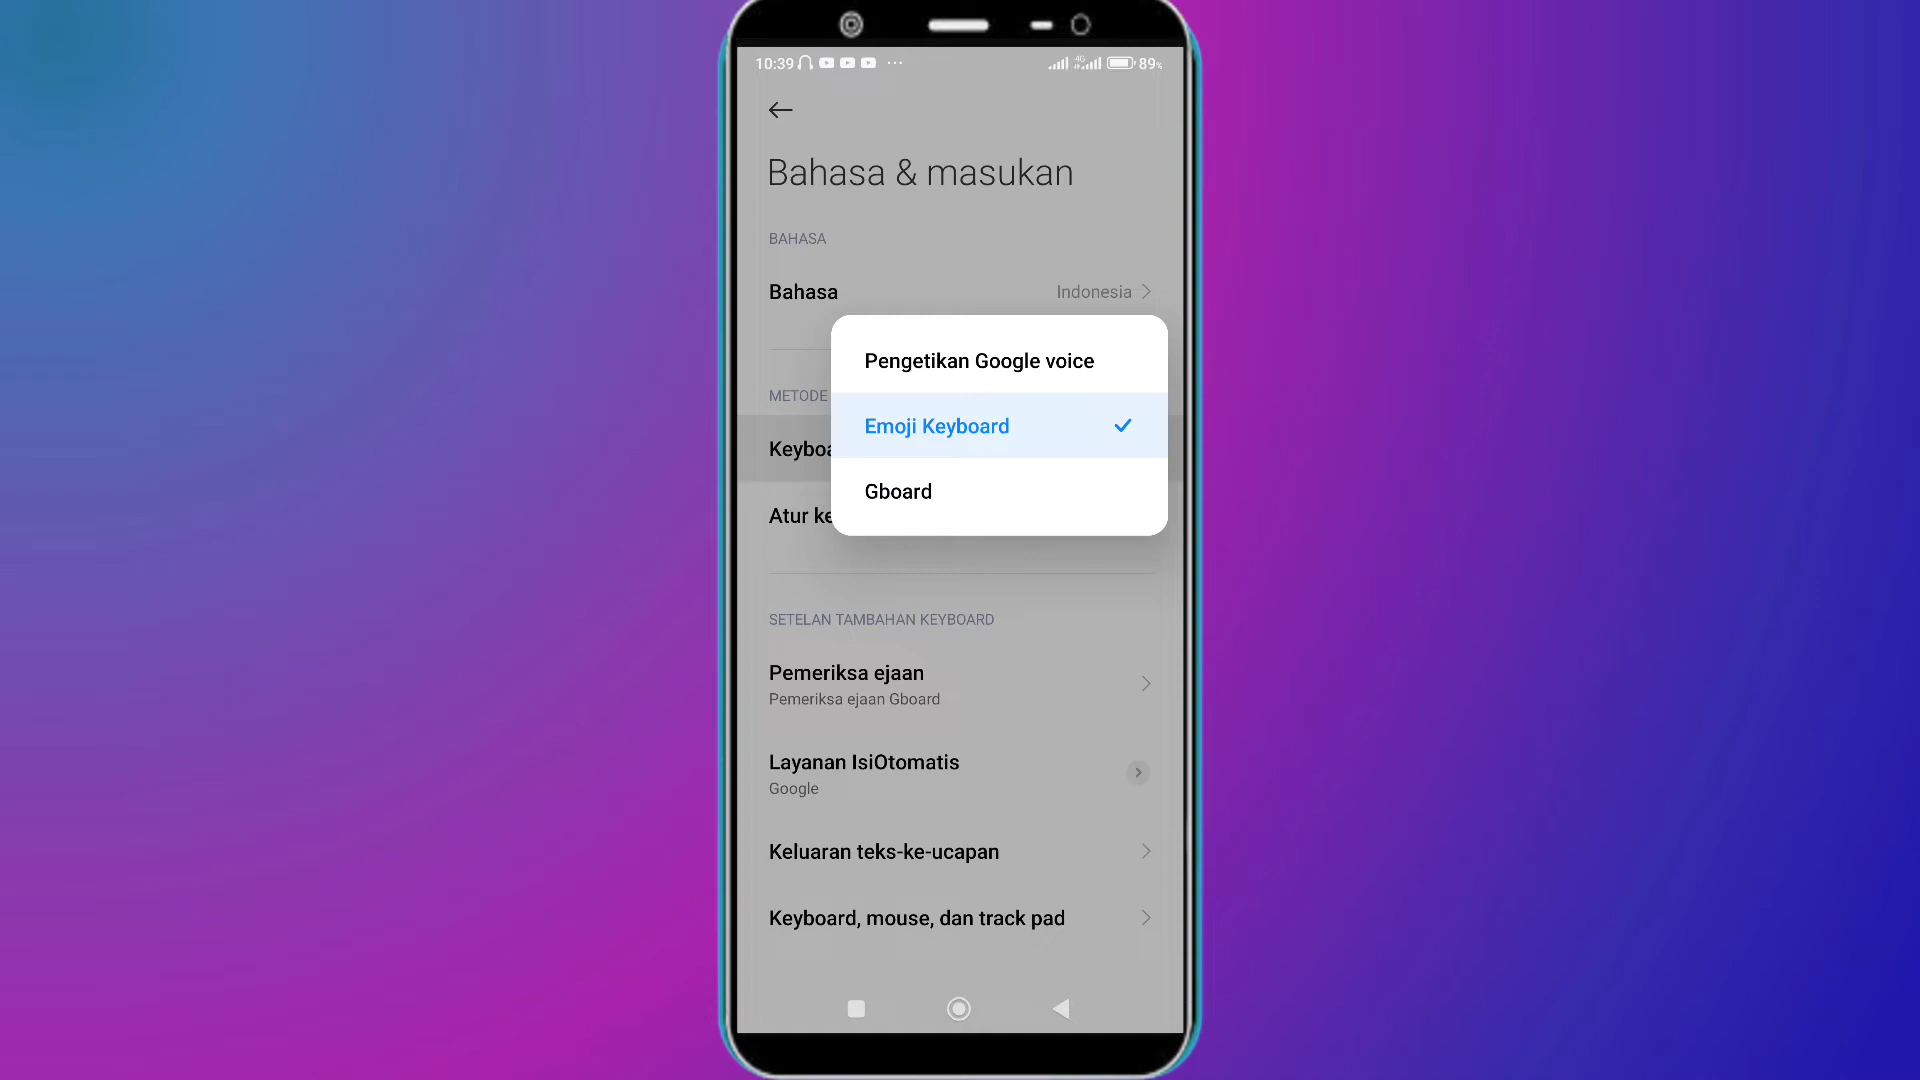 10:39 ... 4G 89%
Bahasa & masukan
BAHASA
Bahasa Indonesia
Pengetikan Google voice
METODE
Emoji Keyboard
Keyboa
Gboard
Atur ke
SETELAN TAMBAHAN KEYBOARD
Pemeriksa ejaan
Pemeriksa ejaan Gboard
Layanan IsiOtomatis
Google
Keluaran teks-ke-ucapan
Keyboard, mouse, dan track pad